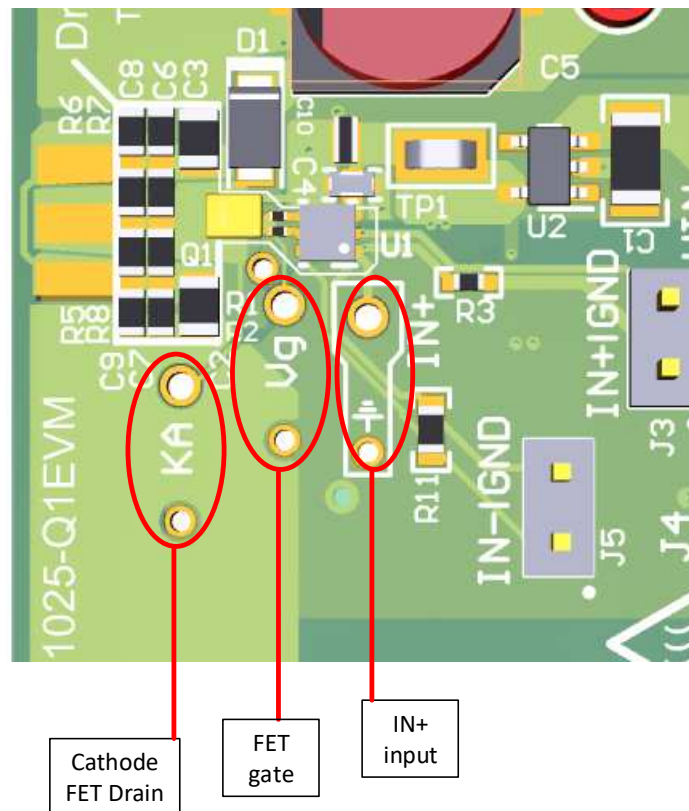 Dr
T
D1
C8
C6
C3
R6
R7
C10
C5
C4
TP1
U2
C1
Q1
U1
R3
IN+
Vg
R5
R8
C9
C7
C2
KA
IN+IGND
J3
R11
IN-IGND
J5
J4
1025-Q1EVM
Cathode
FET Drain
FET
gate
IN+
input